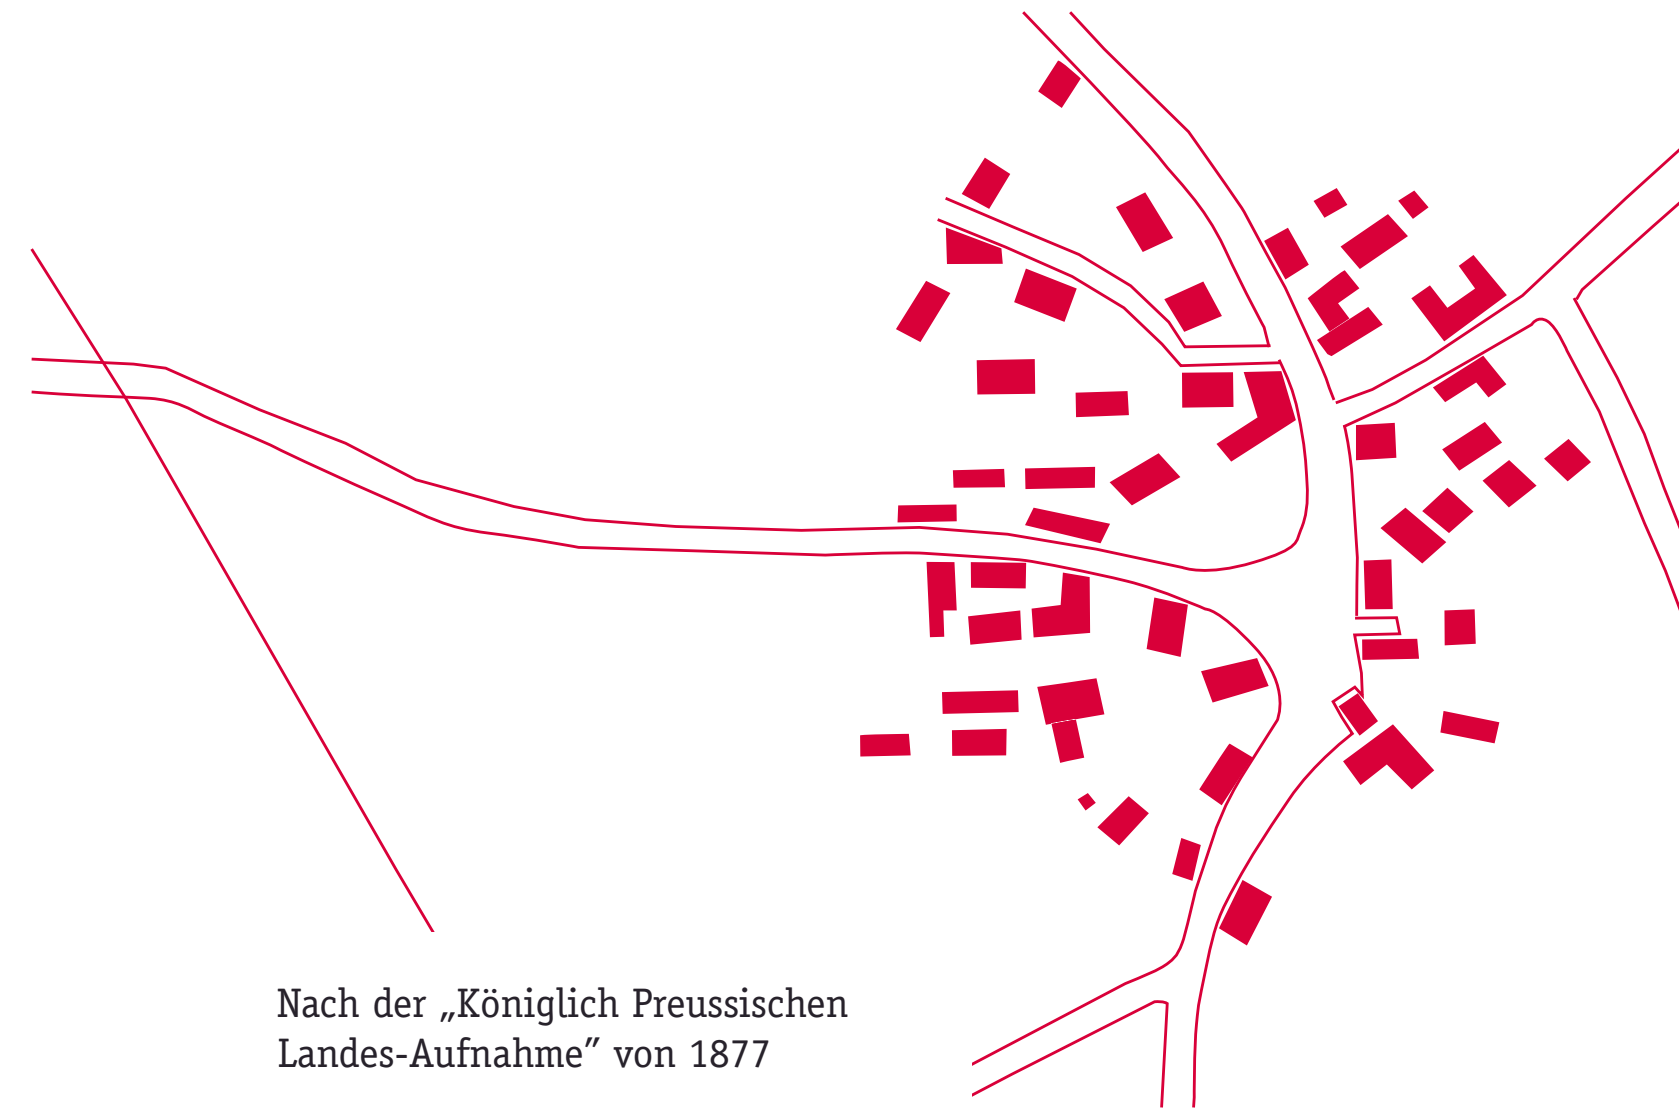 Nach der „Königlich Preussischen
Landes-Aufnahme” von 1877